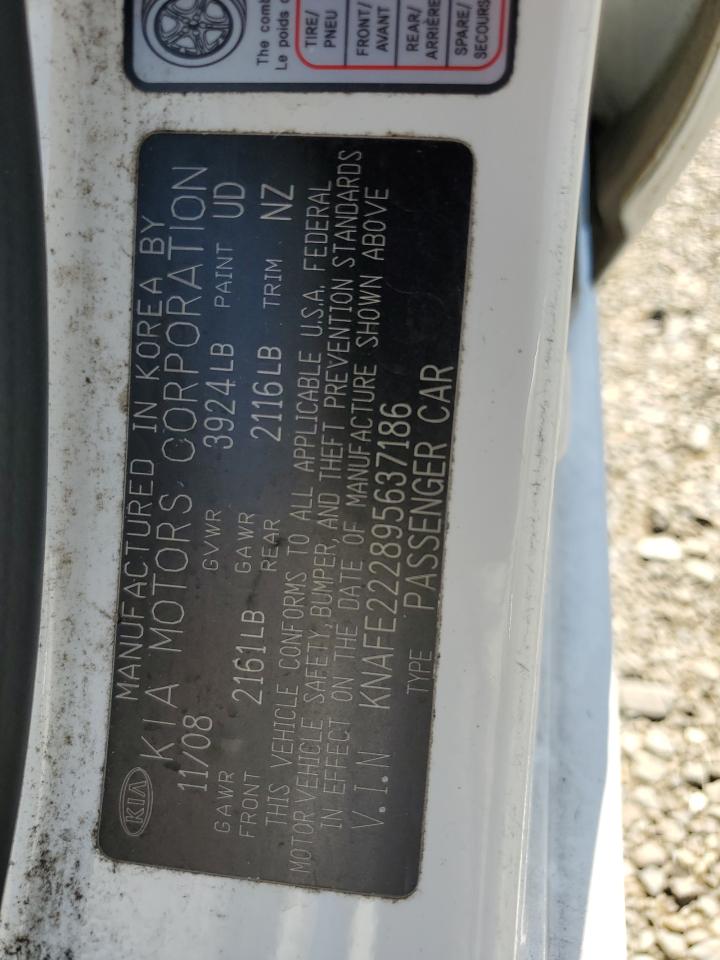 The comb
Le poids d
TIRE/
PNEU
FRONT/
AVANT
REAR/
ARRIÈRE
SPARE/
SECOURS
MANUFACTURED IN KOREA BY
KIA KIA MOTORS CORPORATION
11/08 GVWR 3924LB PAINT UD
GAWR FRONT 2161LB GAWR REAR 2116LB TRIM NZ
THIS VEHICLE CONFORMS TO ALL APPLICABLE U.S.A. FEDERAL
MOTOR VEHICLE SAFETY, BUMPER, AND THEFT PREVENTION STANDARDS
IN EFFECT ON THE DATE OF MANUFACTURE SHOWN ABOVE
V.I.N KNAFE222895637186
TYPE PASSENGER CAR